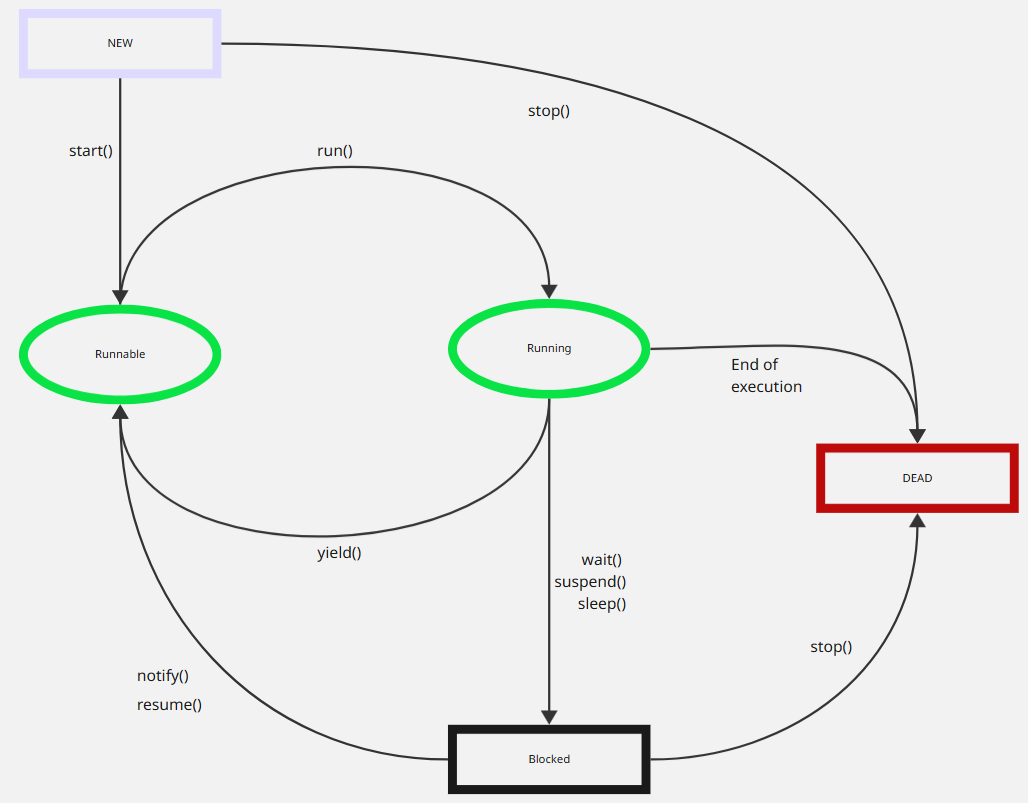 NEW
stop()
start()
run()
Runnable
Running
End of
execution
DEAD
yield()
wait()
suspend()
sleep()
stop()
notify()
resume()
Blocked